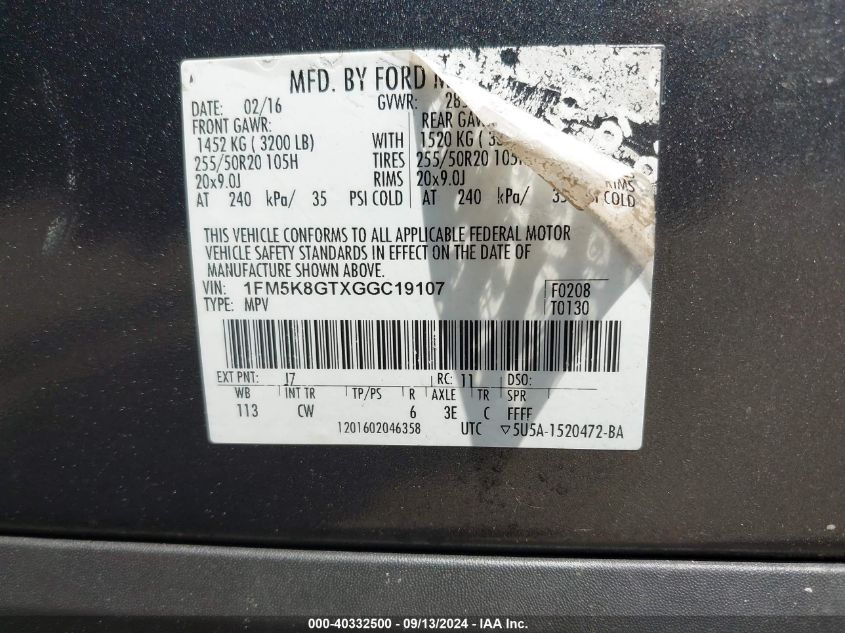 MFD. BY FORD
DATE: 02/16 GVWR:
FRONT GAWR: REAR
1452 KG ( 3200 LB) WITH 1520 KG (
255/50R20 105H TIRES 255/50R20
20x9.0J RIMS 20x9.0J RIMS
AT 240 kPa/ 35 PSI COLD AT 240 kPa/ 35 PSI COLD
THIS VEHICLE CONFORMS TO ALL APPLICABLE FEDERAL MOTOR
VEHICLE SAFETY STANDARDS IN EFFECT ON THE DATE OF
MANUFACTURE SHOWN ABOVE.
VIN: 1FM5K8GTXGGC19107 F0208
TYPE: MPV T0130
EXT PNT: J7 RC: 11 DSO:
WB INT TR TP/PS R AXLE TR SPR
113 CW 6 3E C FFFF
1201602046358 UTC ▽5U5A-1520472-BA
000-40332500 - 09/13/2024 - IAA Inc.